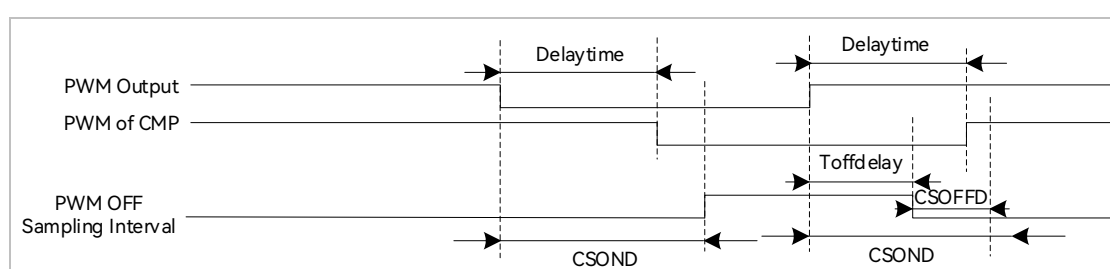 Delaytime
Delaytime
PWM Output
PWM of CMP
Toffdelay
PWM OFF
CSOFFD
Sampling Interval
CSOND
CSOND